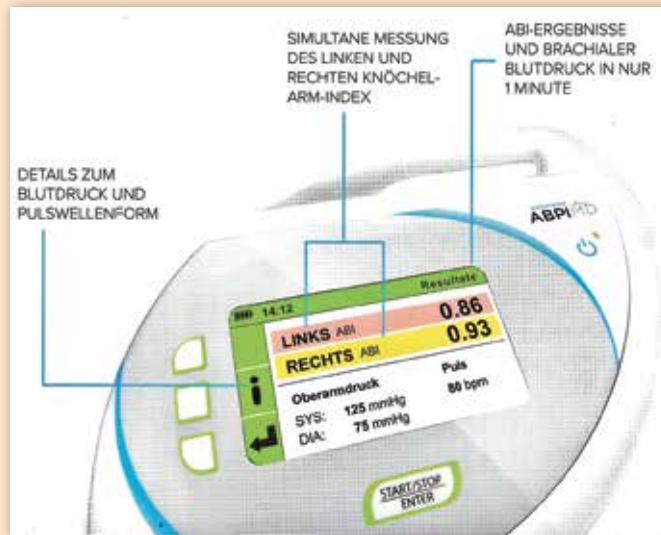 SIMULTANE MESSUNG
DES LINKEN UND
RECHTEN KNÖCHEL-
ARM-INDEX
ABI-ERGEBNISSE
UND BRACHIALER
BLUTDRUCK IN NUR
1 MINUTE
DETAILS ZUM
BLUTDRUCK UND
PULSWELLENFORM
ABPI MD
14:12 Resultate
LINKS ABI 0.86
RECHTS ABI 0.93
Oberarmdruck Puls
SYS: 125 mmHg 80 bpm
DIA: 75 mmHg
START/STOP
ENTER